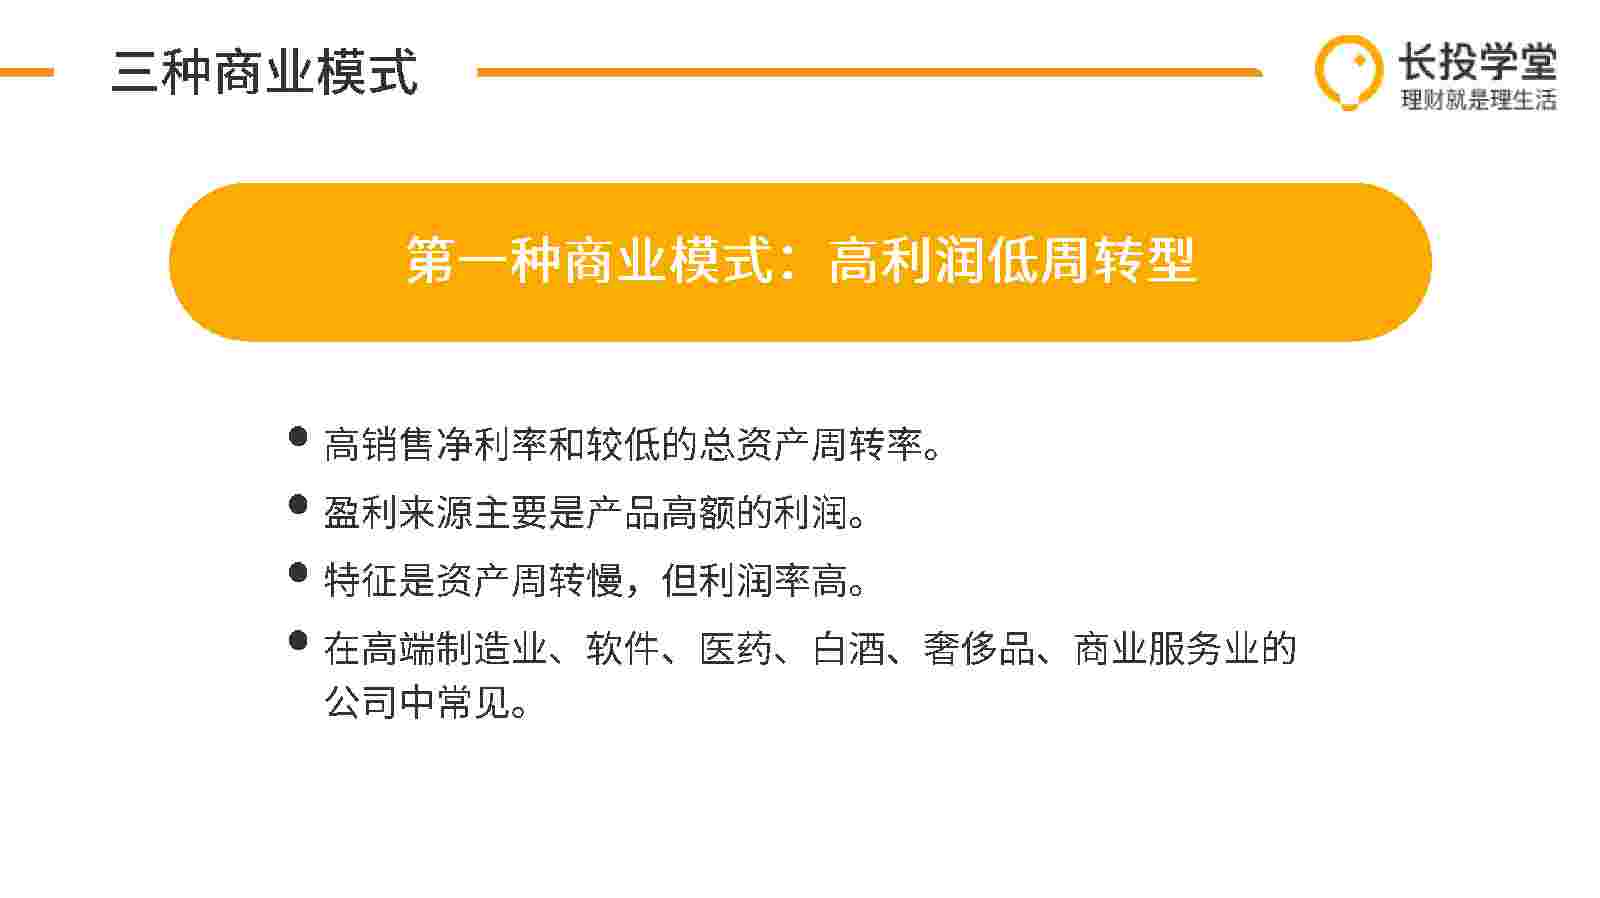 三种商业模式
长投学堂
理财就是理生活
第一种商业模式：高利润低周转型
● 高销售净利率和较低的总资产周转率。
● 盈利来源主要是产品高额的利润。
● 特征是资产周转慢，但利润率高。
● 在高端制造业、软件、医药、白酒、奢侈品、商业服务业的
公司中常见。